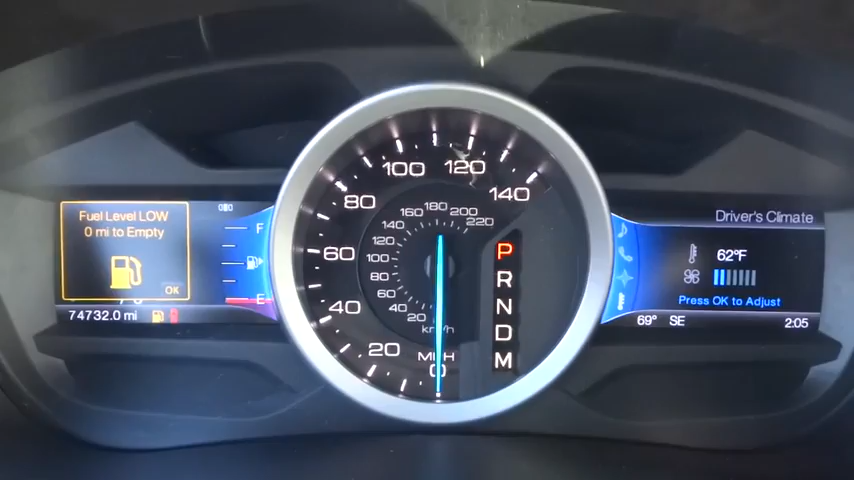 Fuel Level LOW
0 mi to Empty
OK
74732.0 mi
F
E
0
20
40
60
80
100
120
140
MPH
20
40
60
80
100
120
140
160
180
200
220
km/h
P
R
N
D
M
Driver's Climate
62°F
Press OK to Adjust
69° SE
2:05